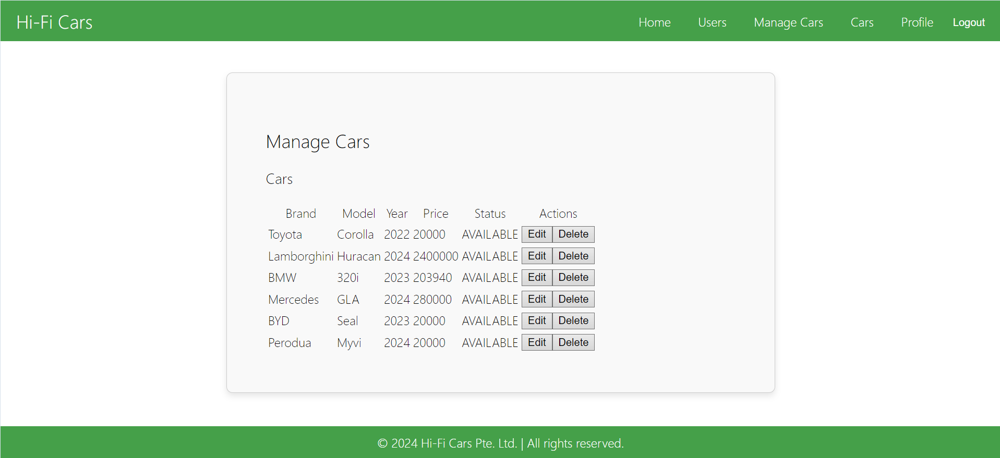 Hi-Fi Cars Home Users Manage Cars Cars Profile Logout
Manage Cars
Cars
Brand Model Year Price Status Actions
Toyota Corolla 2022 20000 AVAILABLE Edit Delete
Lamborghini Huracan 2024 2400000 AVAILABLE Edit Delete
BMW 320i 2023 203940 AVAILABLE Edit Delete
Mercedes GLA 2024 280000 AVAILABLE Edit Delete
BYD Seal 2023 20000 AVAILABLE Edit Delete
Perodua Myvi 2024 20000 AVAILABLE Edit Delete
© 2024 Hi-Fi Cars Pte. Ltd. | All rights reserved.